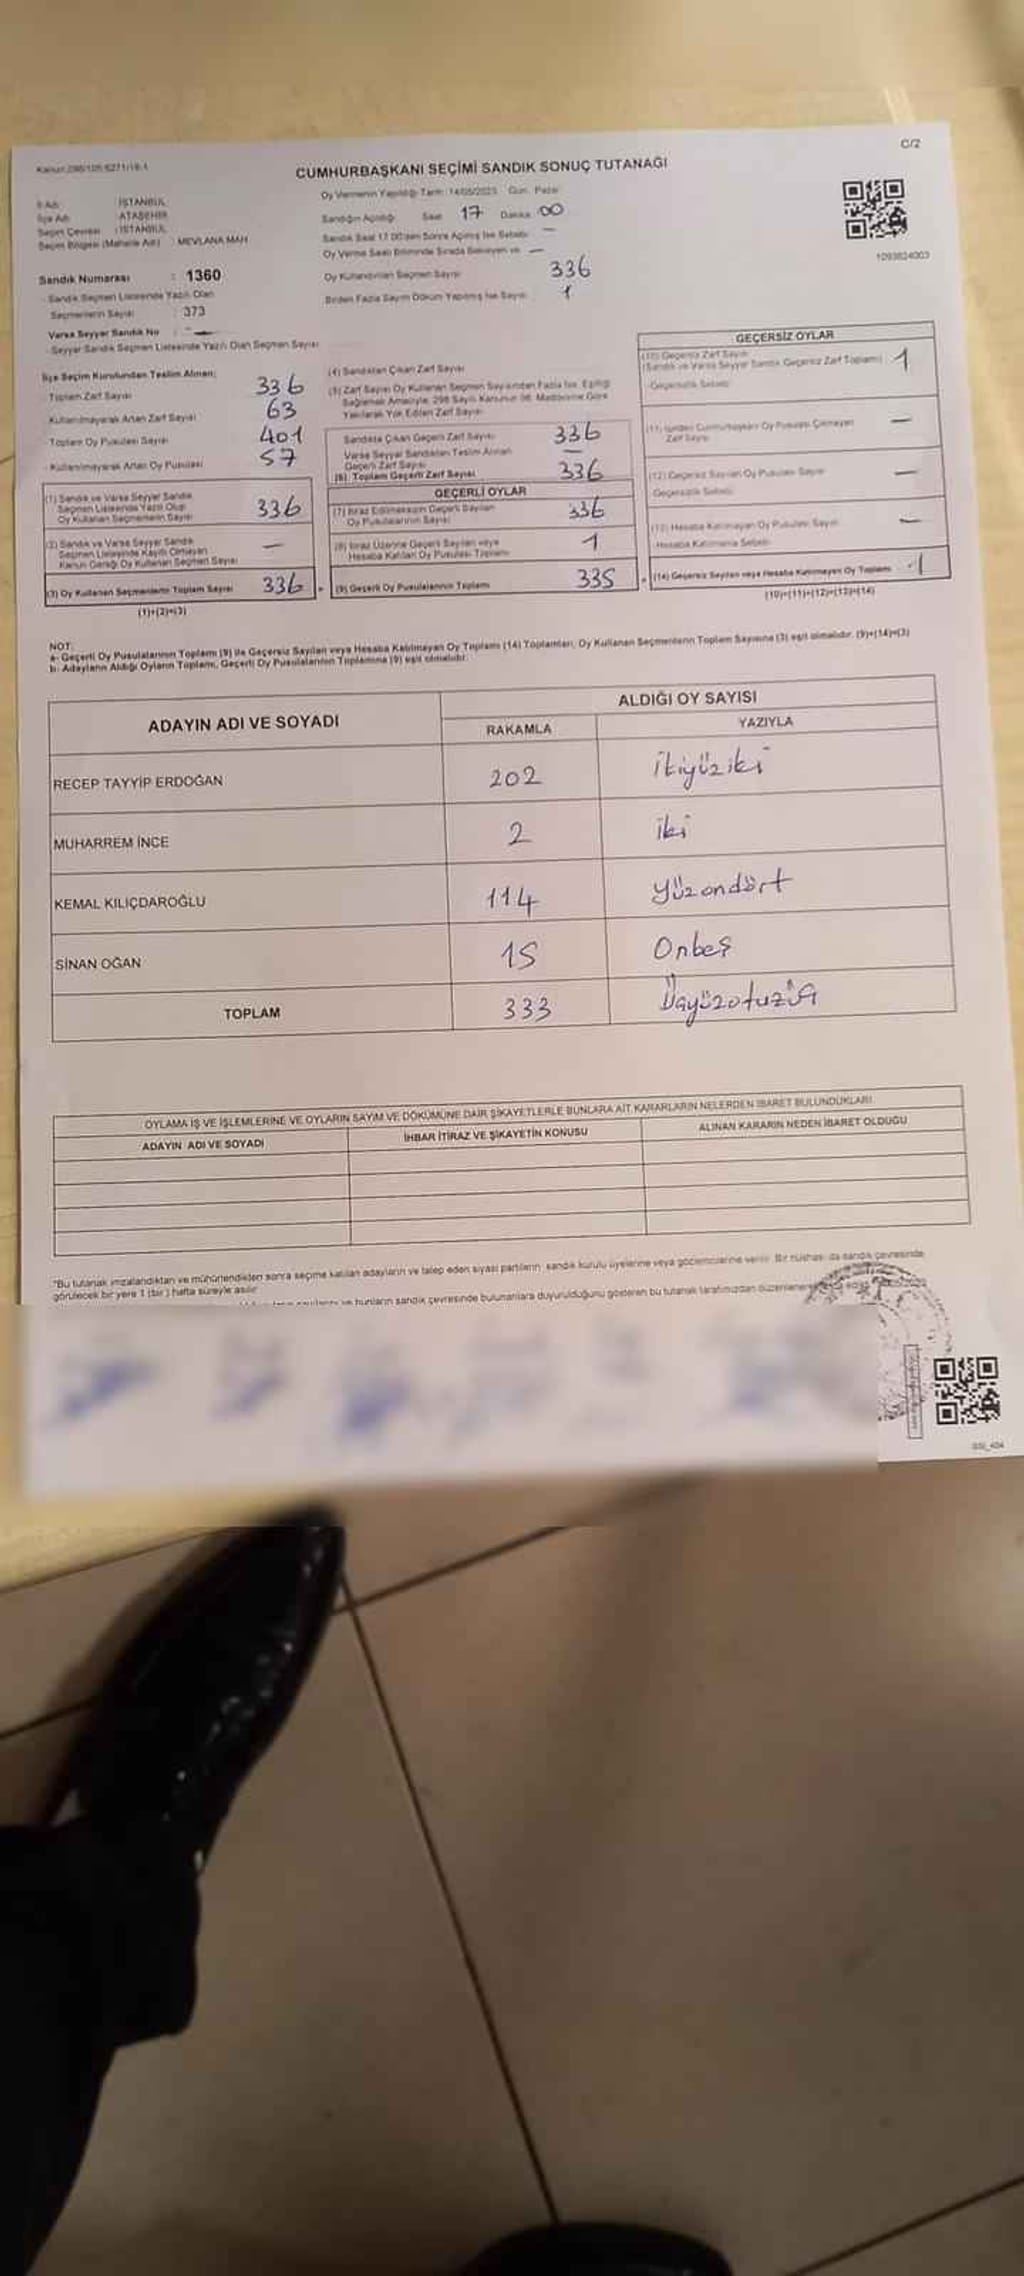 Kanun:298/105 6271/19-1
C/2
CUMHURBAŞKANI SEÇİMİ SANDIK SONUÇ TUTANAĞI
İl Adı : İSTANBUL
İlçe Adı : ATAŞEHİR
Seçim Çevresi : İSTANBUL
Seçim Bölgesi (Mahalle Adı) : MEVLANA MAH.
Sandık Numarası : 1360
Sandık Seçmen Listesinde Yazılı Olan
Seçmenlerin Sayısı : 373
Varsa Seyyar Sandık No : -
-Seyyar Sandık Seçmen Listesinde Yazılı Olan Seçmen Sayısı
Oy Vermenin Yapıldığı Tarih: 14/05/2023 Gün: Pazar
Sandığın Açıldığı Saat 17 Dakika 00
Sandık Saat 17.00'den Sonra Açılmış İse Sebebi: -
Oy Verme Saati Bitiminde Sırada Bekleyen ve -
Oy Kullandırılan Seçmen Sayısı 336
Birden Fazla Sayım Döküm Yapılmış İse Sayısı 1
1093624003
İlçe Seçim Kurulundan Teslim Alınan;
Toplam Zarf Sayısı 336
Kullanılmayarak Artan Zarf Sayısı 63
Toplam Oy Pusulası Sayısı 401
Kullanılmayarak Artan Oy Pusulası 57
(1) Sandık ve Varsa Seyyar Sandık
Seçmen Listesinde Yazılı Olup
Oy Kullanan Seçmenlerin Sayısı 336
(2) Sandık ve Varsa Seyyar Sandık
Seçmen Listesinde Kayıtlı Olmayan
Kanun Gereği Oy Kullanan Seçmen Sayısı -
(3) Oy Kullanan Seçmenlerin Toplam Sayısı 336
(1)+(2)=(3)
(4) Sandıktan Çıkan Zarf Sayısı
(5) Zarf Sayısı Oy Kullanan Seçmen Sayısından Fazla İse, Eşitliği
Sağlamak Amacıyla, 298 Sayılı Kanunun 98. Maddesine Göre
Yakılarak Yok Edilen Zarf Sayısı
Sandıkta Çıkan Geçerli Zarf Sayısı 336
Varsa Seyyar Sandıktan Teslim Alınan
Geçerli Zarf Sayısı -
(6) Toplam Geçerli Zarf Sayısı 336
GEÇERLİ OYLAR
(7) İtiraz Edilmeksizin Geçerli Sayılan
Oy Pusulalarının Sayısı 336
(8) İtiraz Üzerine Geçerli Sayılan veya
Hesaba Katılan Oy Pusulası Toplamı 1
(9) Geçerli Oy Pusulalarının Toplamı 335
GEÇERSİZ OYLAR
(10) Geçersiz Zarf Sayısı
(Sandık ve Varsa Seyyar Sandık Geçersiz Zarf Toplamı) 1
-Geçersizlik Sebebi:
(11) İçinden Cumhurbaşkanı Oy Pusulası Çıkmayan
Zarf Sayısı -
(12) Geçersiz Sayılan Oy Pusulası Sayısı -
Geçersizlik Sebebi:
(13) Hesaba Katılmayan Oy Pusulası Sayısı -
-Hesaba Katılmama Sebebi:
(14) Geçersiz Sayılan veya Hesaba Katılmayan Oy Toplamı 1
(10)+(11)+(12)+(13)=(14)
NOT:
a- Geçerli Oy Pusulalarının Toplamı (9) ile Geçersiz Sayılan veya Hesaba Katılmayan Oy Toplamı (14) Toplamları, Oy Kullanan Seçmenlerin Toplam Sayısına (3) eşit olmalıdır. (9)+(14)=(3)
b- Adayların Aldığı Oyların Toplamı, Geçerli Oy Pusulalarının Toplamına (9) eşit olmalıdır.
ADAYIN ADI VE SOYADI
ALDIĞI OY SAYISI
RAKAMLA YAZIYLA
RECEP TAYYİP ERDOĞAN 202 ikiyüziki
MUHARREM İNCE 2 iki
KEMAL KILIÇDAROĞLU 114 yüzondört
SİNAN OĞAN 15 Onbeş
TOPLAM 333
OYLAMA İŞ VE İŞLEMLERİNE VE OYLARIN SAYIM VE DÖKÜMÜNE DAİR ŞİKAYETLERLE BUNLARA AİT KARARLARIN NELERDEN İBARET BULUNDUKLARI
ADAYIN ADI VE SOYADI İHBAR İTİRAZ VE ŞİKAYETİN KONUSU ALINAN KARARIN NEDEN İBARET OLDUĞU
*Bu tutanak imzalandıktan ve mühürlendikten sonra seçime katılan adayların ve talep eden siyasi partilerin sandık kurulu üyelerine veya gözlemcilerine verilir. Bir nüshası da sandık çevresinde
görülecek bir yere 1 (bir) hafta süreyle asılır.
ve bunların sandık çevresinde bulunanlara duyurulduğunu gösteren bu tutanak tarafımızdan düzenlenerek